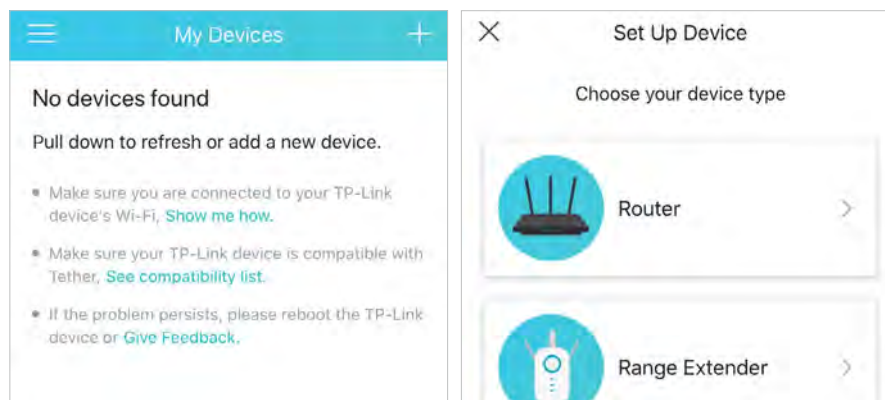 My Devices
No devices found
Pull down to refresh or add a new device.
Make sure you are connected to your TP-Link
device's Wi-Fi, Show me how.
Make sure your TP-Link device is compatible with
Tether, See compatibility list.
If the problem persists, please reboot the TP-Link
device or Give Feedback.
Set Up Device
Choose your device type
Router
Range Extender